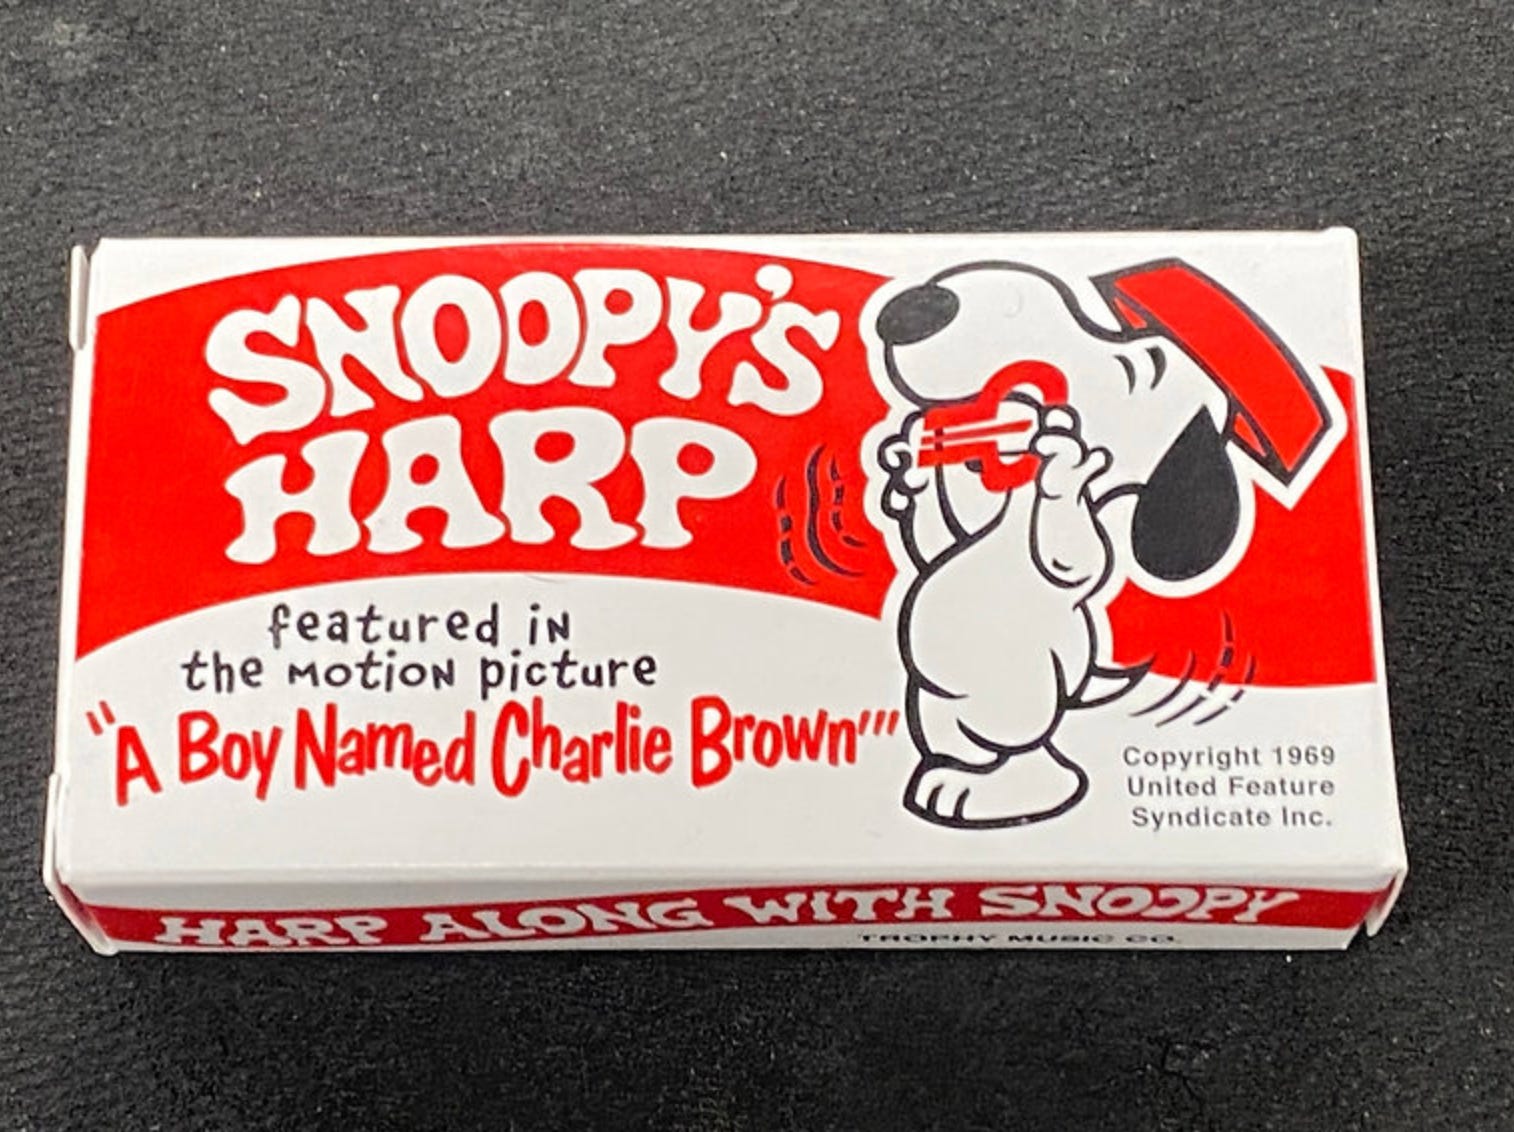 SNOOPY'S
HARP
featured in
the motion picture
"A Boy Named Charlie Brown'"
Copyright 1969
United Feature
Syndicate Inc.
HARP ALONG WITH SNOOPY
TROPHY MUSIC CO.